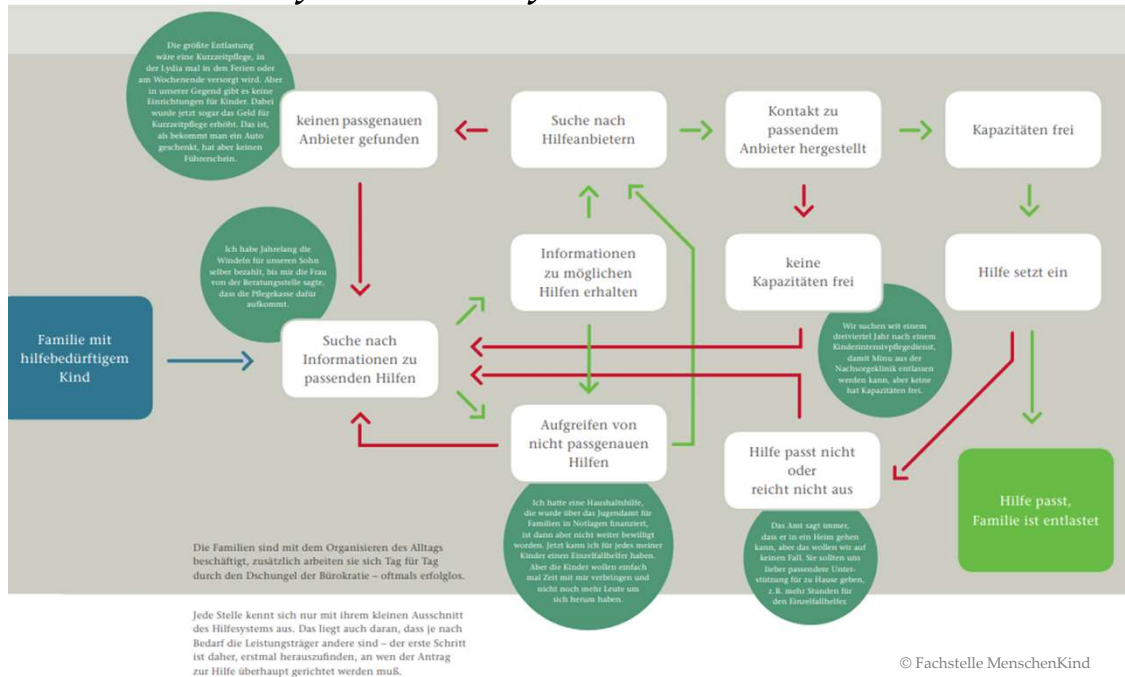 Die größte Entlastung
wäre eine Kurzzeitpflege, in
der Lydia mal in den Ferien oder
am Wochenende versorgt wird. Aber
in unserer Gegend gibt es keine
Einrichtungen für Kinder. Dabei
wurde jetzt sogar das Geld für
Kurzzeitpflege erhöht. Das ist,
als bekommt man ein Auto
geschenkt, hat aber keinen
Führerschein.
keinen passgenauen
Anbieter gefunden
Suche nach
Hilfeanbietern
Kontakt zu
passendem
Anbieter hergestellt
Kapazitäten frei
Ich habe Jahrelang die
Windeln für unseren Sohn
selber bezahlt, bis mir die Frau
von der Beratungsstelle sagte,
dass die Pflegekasse dafür
aufkommt.
Informationen
zu möglichen
Hilfen erhalten
keine
Kapazitäten frei
Hilfe setzt ein
Familie mit
hilfebedürftigem
Kind
Suche nach
Informationen zu
passenden Hilfen
Wir suchen seit einem
dreiviertel Jahr nach einem
Kinderintensivpflegedienst,
damit Minu aus der
Nachsorgeklinik entlassen
werden kann, aber keine
hat Kapazitäten frei.
Aufgreifen von
nicht passgenauen
Hilfen
Hilfe passt nicht
oder
reicht nicht aus
Hilfe passt,
Familie ist entlastet
Ich hatte eine Haushaltshilfe,
die wurde über das Jugendamt für
Familien in Notlagen finanziert,
ist dann aber nicht weiter bewilligt
worden. Jetzt kann ich für jedes meiner
Kinder einen Einzelfallhelfer haben.
Aber die Kinder wollen einfach
mal Zeit mit mir verbringen und
nicht noch mehr Leute um
sich herum haben.
Das Amt sagt immer,
dass er in ein Heim gehen
kann, aber das wollen wir auf
keinen Fall. Sie sollten uns
lieber passende Unter-
stützung für zu Hause geben,
z.B. mehr Stunden für
den Einzelfallhelfer.
Die Familien sind mit dem Organisieren des Alltags
beschäftigt, zusätzlich arbeiten sie sich Tag für Tag
durch den Dschungel der Bürokratie – oftmals erfolglos.
Jede Stelle kennt sich nur mit ihrem kleinen Ausschnitt
des Hilfesystems aus. Das liegt auch daran, dass je nach
Bedarf die Leistungsträger andere sind – der erste Schritt
ist daher, erstmal herauszufinden, an wen der Antrag
zur Hilfe überhaupt gerichtet werden muß.
© Fachstelle MenschenKind